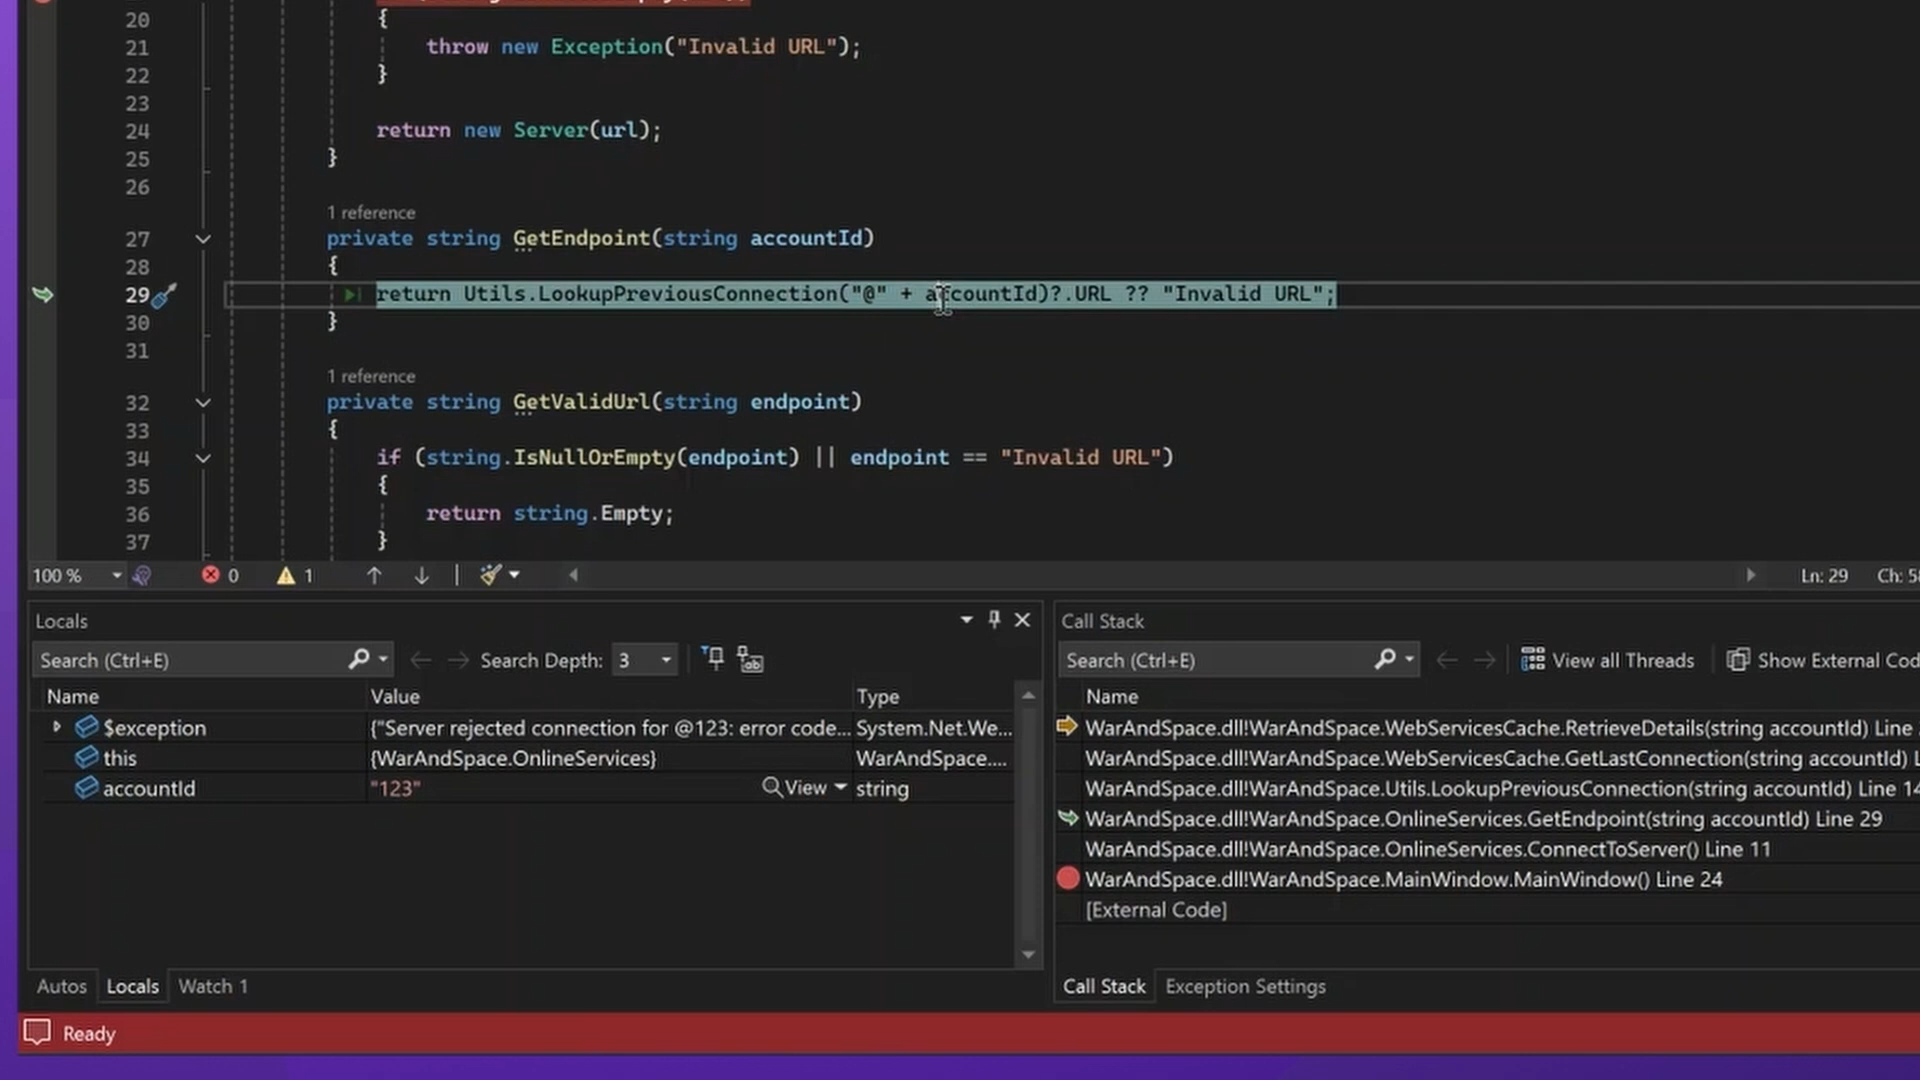 20 {
21 throw new Exception("Invalid URL");
22 }
23
24 return new Server(url);
25 }
26
1 reference
27 private string GetEndpoint(string accountId)
28 {
29 return Utils.LookupPreviousConnection("@" + accountId)?.URL ?? "Invalid URL";
30 }
31
1 reference
32 private string GetValidUrl(string endpoint)
33 {
34 if (string.IsNullOrEmpty(endpoint) || endpoint == "Invalid URL")
35 {
36 return string.Empty;
37 }
100 % 0 1 Ln: 29 Ch: 58
Locals
Search (Ctrl+E) Search Depth: 3
Name Value Type
$exception {"Server rejected connection for @123: error code... System.Net.We...
this {WarAndSpace.OnlineServices} WarAndSpace....
accountId "123" View string
Autos Locals Watch 1
Call Stack
Search (Ctrl+E) View all Threads Show External Cod
Name
WarAndSpace.dll!WarAndSpace.WebServicesCache.RetrieveDetails(string accountId) Line
WarAndSpace.dll!WarAndSpace.WebServicesCache.GetLastConnection(string accountId) L
WarAndSpace.dll!WarAndSpace.Utils.LookupPreviousConnection(string accountId) Line 14
WarAndSpace.dll!WarAndSpace.OnlineServices.GetEndpoint(string accountId) Line 29
WarAndSpace.dll!WarAndSpace.OnlineServices.ConnectToServer() Line 11
WarAndSpace.dll!WarAndSpace.MainWindow.MainWindow() Line 24
[External Code]
Call Stack Exception Settings
Ready